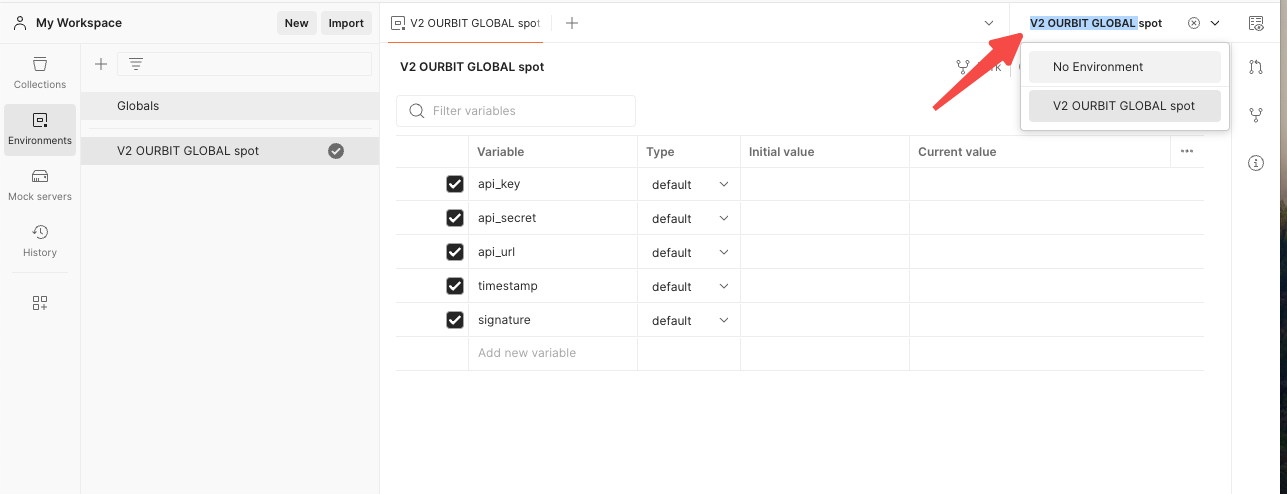 My Workspace
New
Import
V2 OURBIT GLOBAL spot
V2 OURBIT GLOBAL spot
Collections
Environments
Mock servers
History
Globals
V2 OURBIT GLOBAL spot
V2 OURBIT GLOBAL spot
No Environment
V2 OURBIT GLOBAL spot
Filter variables
Variable Type Initial value Current value
api_key default
api_secret default
api_url default
timestamp default
signature default
Add new variable